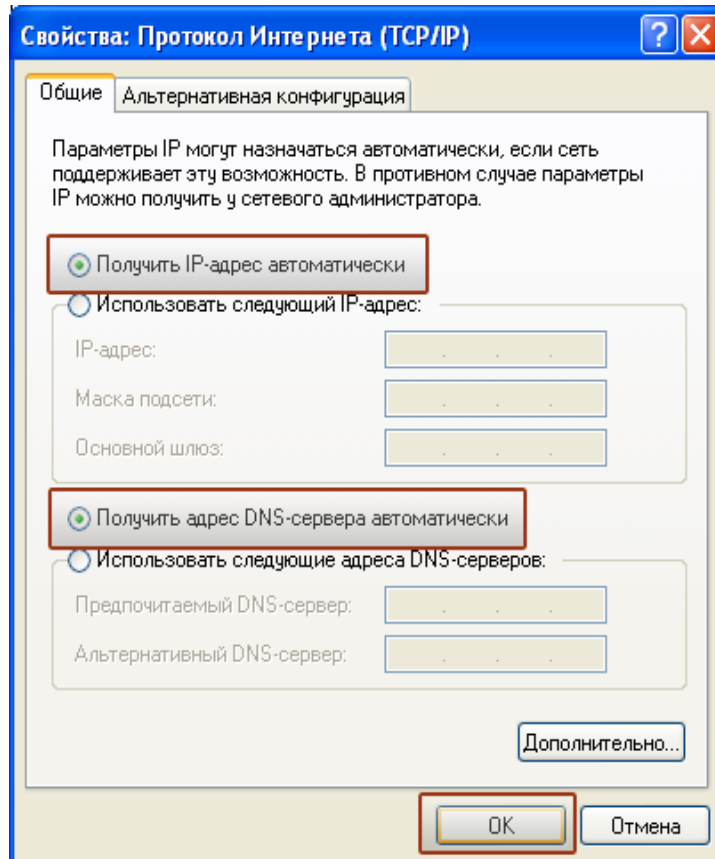 Свойства: Протокол Интернета (TCP/IP)
Общие
Альтернативная конфигурация
Параметры IP могут назначаться автоматически, если сеть
поддерживает эту возможность. В противном случае параметры
IP можно получить у сетевого администратора.
Получить IP-адрес автоматически
Использовать следующий IP-адрес:
IP-адрес:
Маска подсети:
Основной шлюз:
Получить адрес DNS-сервера автоматически
Использовать следующие адреса DNS-серверов:
Предпочитаемый DNS-сервер:
Альтернативный DNS-сервер:
Дополнительно...
OK
Отмена